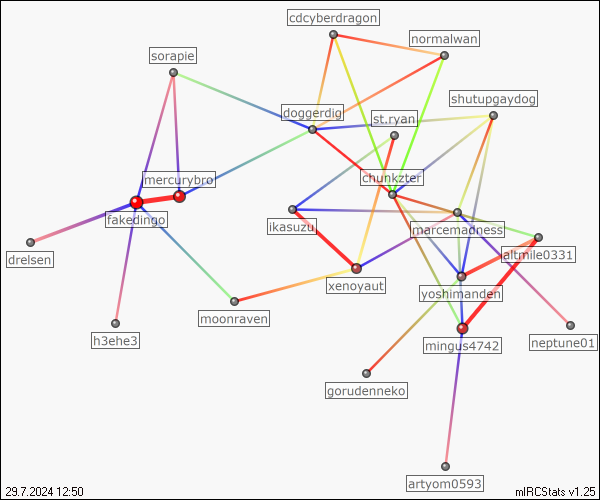 cdcyberdragon
normalwan
sorapie
shutupgaydog
doggerdig
st.ryan
mercurybro
chunkzter
fakedingo
ikasuzu
marcemadness
drelsen
altmile0331
xenoyaut
yoshimanden
moonraven
h3ehe3
mingus4742
neptune01
gorudenneko
artyom0593
29.7.2024 12:50
mIRCStats v1.25